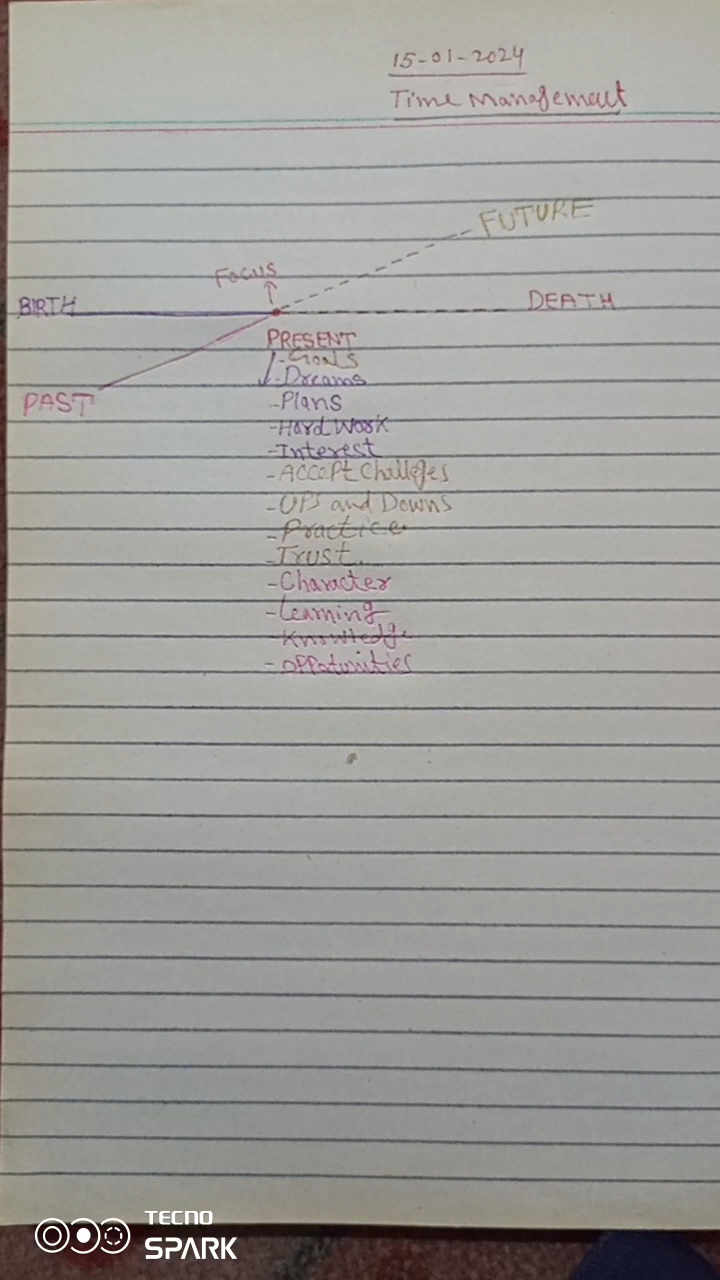 15-01-2024
Time Management
FUTURE
FOCUS
BIRTH
DEATH
PRESENT
PAST
- Goals
- Dreams
- Plans
- Hard Work
- Interest
- Accept Challeges
- UPS and Downs
- Practice
- Trust.
- Character
- Learning
- Knowledge
- Oppotunities
TECNO
SPARK